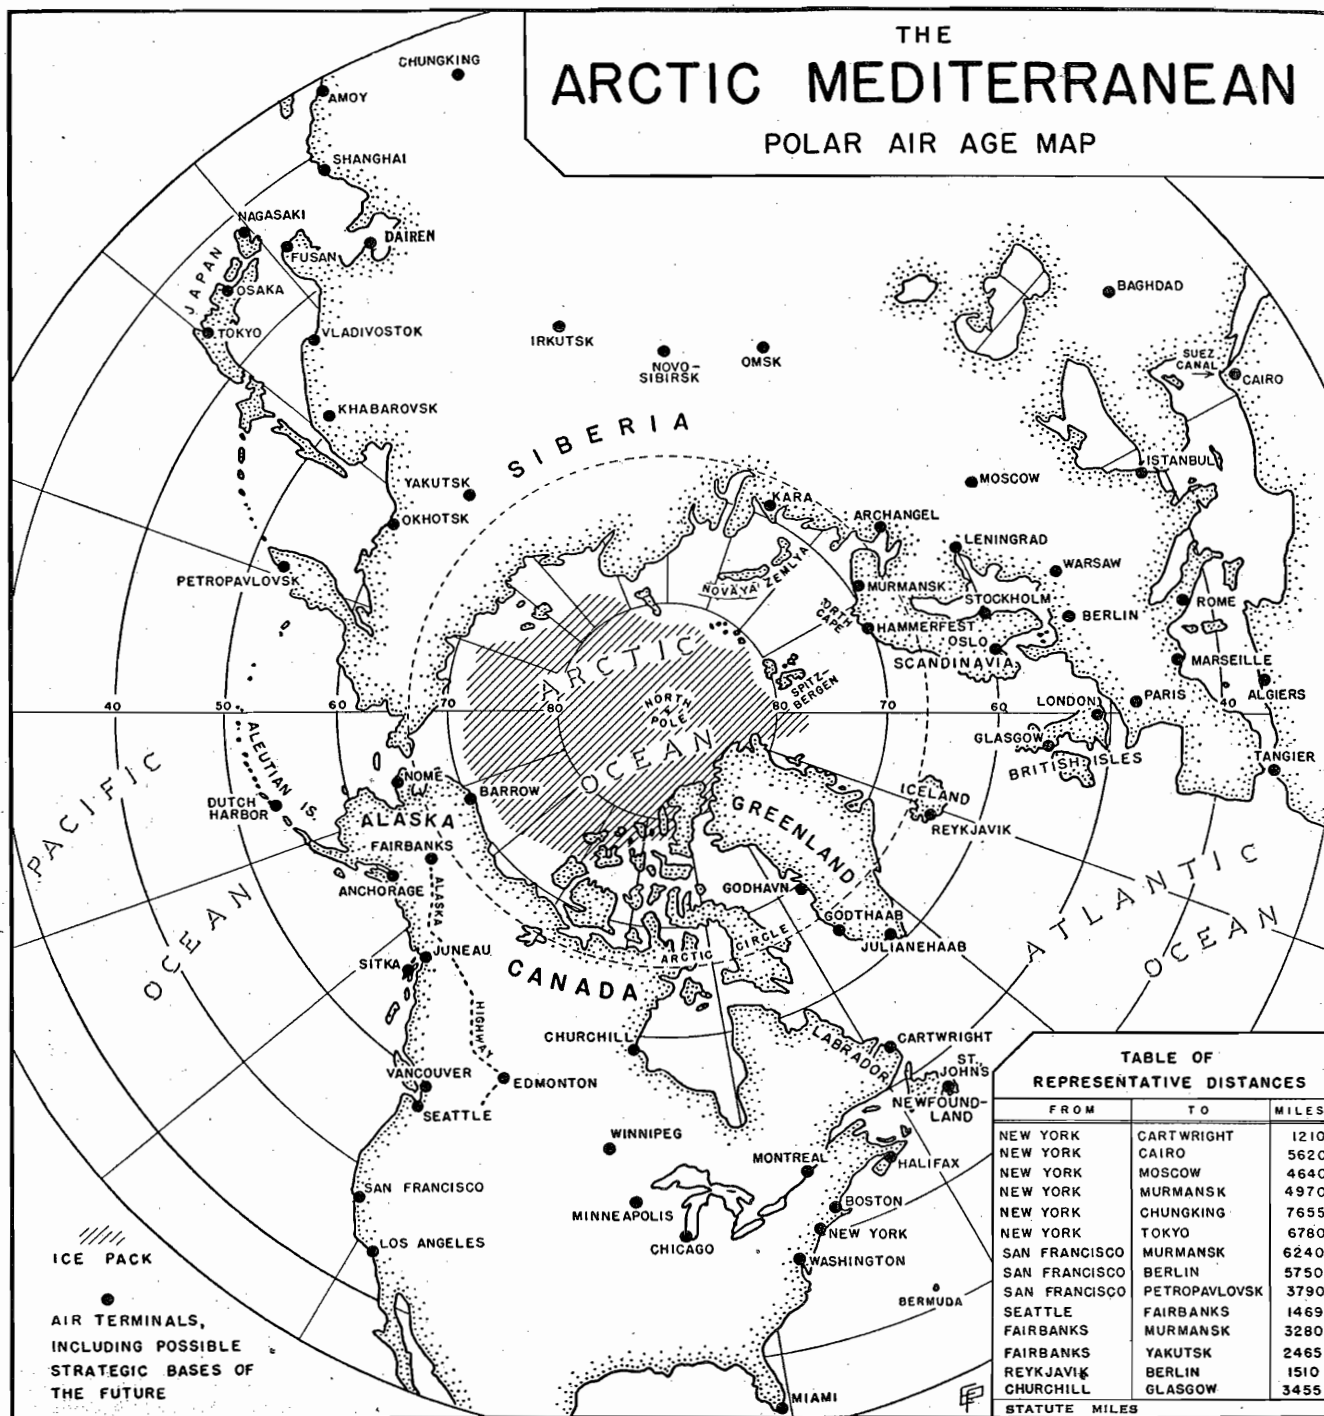 THE
ARCTIC MEDITERRANEAN
POLAR AIR AGE MAP
CHUNGKING
AMOY
SHANGHAI
NAGASAKI
DAIREN
FUSAN
JAPAN
OSAKA
TOKYO
VLADIVOSTOK
IRKUTSK
NOVO-
SIBIRSK
OMSK
BAGHDAD
SUEZ
CANAL
CAIRO
KHABAROVSK
SIBERIA
ISTANBUL
YAKUTSK
MOSCOW
KARA
OKHOTSK
ARCHANGEL
LENINGRAD
WARSAW
PETROPAVLOVSK
NOVAYA ZEMLYA
MURMANSK
STOCKHOLM
ROME
NORTH
CAPE
HAMMERFEST
BERLIN
OSLO
SCANDINAVIA
MARSEILLE
ARCTIC
OCEAN
NORTH
POLE
SPITZ-
BERGEN
LONDON
PARIS
ALGIERS
40
50
60
70
80
80
70
60
40
GLASGOW
BRITISH ISLES
TANGIER
ALEUTIAN IS.
NOME
BARROW
ICELAND
REYKJAVIK
DUTCH
HARBOR
ALASKA
GREENLAND
PACIFIC
OCEAN
FAIRBANKS
ANCHORAGE
ALASKA
HIGHWAY
GODHAVN
GODTHAAB
JULIANEHAAB
ATLANTIC
OCEAN
ARCTIC CIRCLE
JUNEAU
SITKA
CANADA
CHURCHILL
LABRADOR
CARTWRIGHT
ST.
JOHNS
NEWFOUND-
LAND
VANCOUVER
EDMONTON
SEATTLE
WINNIPEG
MONTREAL
HALIFAX
SAN FRANCISCO
MINNEAPOLIS
BOSTON
CHICAGO
NEW YORK
LOS ANGELES
WASHINGTON
BERMUDA
MIAMI
ICE PACK
AIR TERMINALS,
INCLUDING POSSIBLE
STRATEGIC BASES OF
THE FUTURE
TABLE OF
REPRESENTATIVE DISTANCES
FROM TO MILES
NEW YORK CARTWRIGHT 1210
NEW YORK CAIRO 5620
NEW YORK MOSCOW 4640
NEW YORK MURMANSK 4970
NEW YORK CHUNGKING 7655
NEW YORK TOKYO 6780
SAN FRANCISCO MURMANSK 6240
SAN FRANCISCO BERLIN 5750
SAN FRANCISCO PETROPAVLOVSK 3790
SEATTLE FAIRBANKS 1469
FAIRBANKS MURMANSK 3280
FAIRBANKS YAKUTSK 2465
REYKJAVIK BERLIN 1510
CHURCHILL GLASGOW 3455
STATUTE MILES